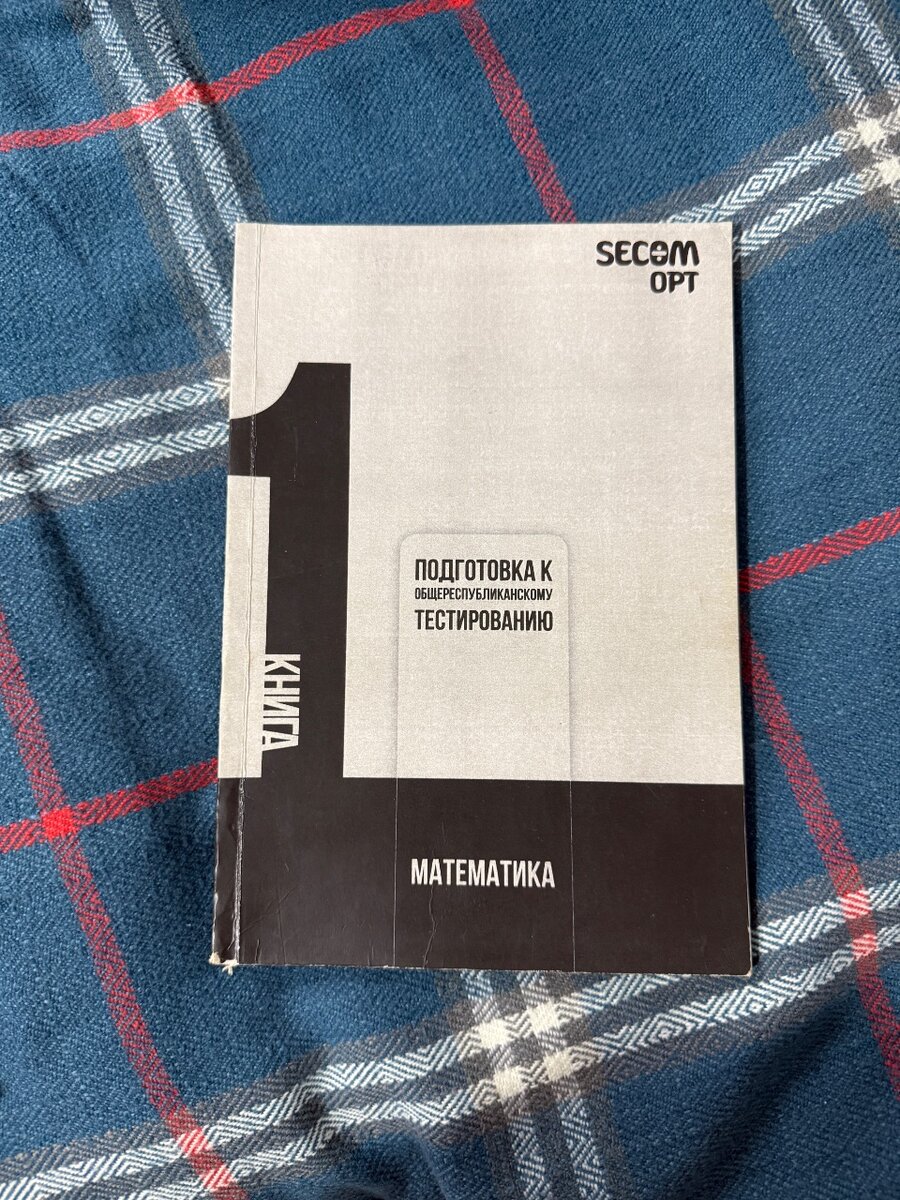 SECOM
ОРТ
ПОДГОТОВКА К
ОБЩЕРЕСПУБЛИКАНСКОМУ
ТЕСТИРОВАНИЮ
1
КНИГА
МАТЕМАТИКА